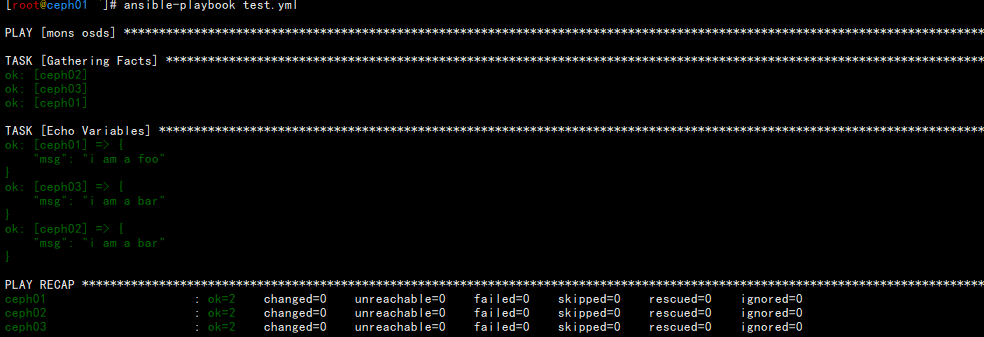 [root@ceph01 ~]# ansible-playbook test.yml
PLAY [mons osds] ****************************************************************************************************************************
TASK [Gathering Facts] **********************************************************************************************************************
ok: [ceph02]
ok: [ceph03]
ok: [ceph01]
TASK [Echo Variables] ***********************************************************************************************************************
ok: [ceph01] => {
    "msg": "i am a foo"
}
ok: [ceph03] => {
    "msg": "i am a bar"
}
ok: [ceph02] => {
    "msg": "i am a bar"
}
PLAY RECAP **********************************************************************************************************************************
ceph01                     : ok=2    changed=0    unreachable=0    failed=0    skipped=0    rescued=0    ignored=0
ceph02                     : ok=2    changed=0    unreachable=0    failed=0    skipped=0    rescued=0    ignored=0
ceph03                     : ok=2    changed=0    unreachable=0    failed=0    skipped=0    rescued=0    ignored=0